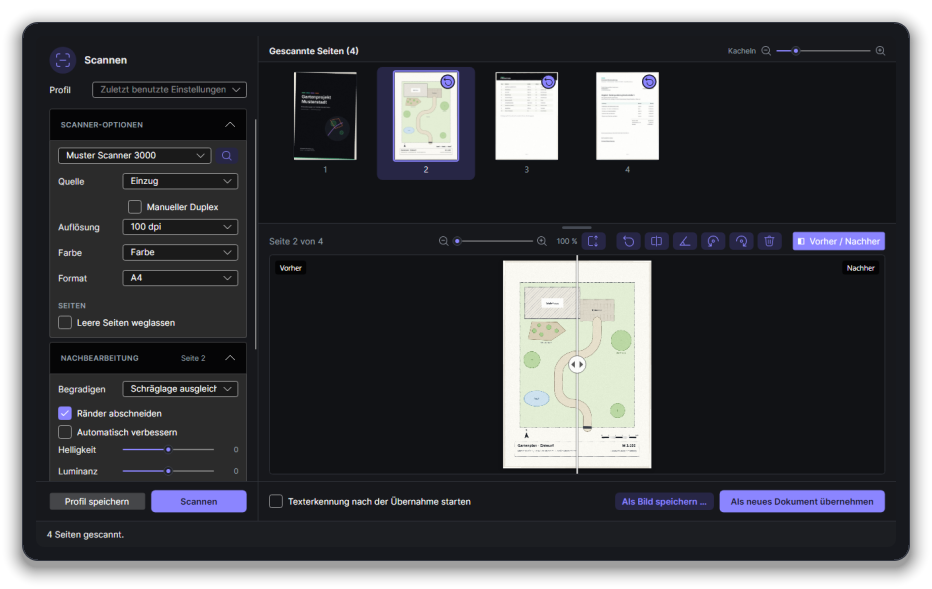 Scannen
Profil
Zuletzt benutzte Einstellungen
SCANNER-OPTIONEN
Muster Scanner 3000
Quelle
Einzug
Manueller Duplex
Auflösung
100 dpi
Farbe
Farbe
Format
A4
SEITEN
Leere Seiten weglassen
NACHBEARBEITUNG
Seite 2
Begradigen
Schräglage ausgleich
Ränder abschneiden
Automatisch verbessern
Helligkeit
0
Luminanz
0
Profil speichern
Scannen
4 Seiten gescannt.
Gescannte Seiten (4)
Kacheln
Gartenprojekt
Musterstadt
1
2
3
4
Seite 2 von 4
100 %
Vorher / Nachher
Vorher
Nachher
Gartenplan · Entwurf
Texterkennung nach der Übernahme starten
Als Bild speichern ...
Als neues Dokument übernehmen